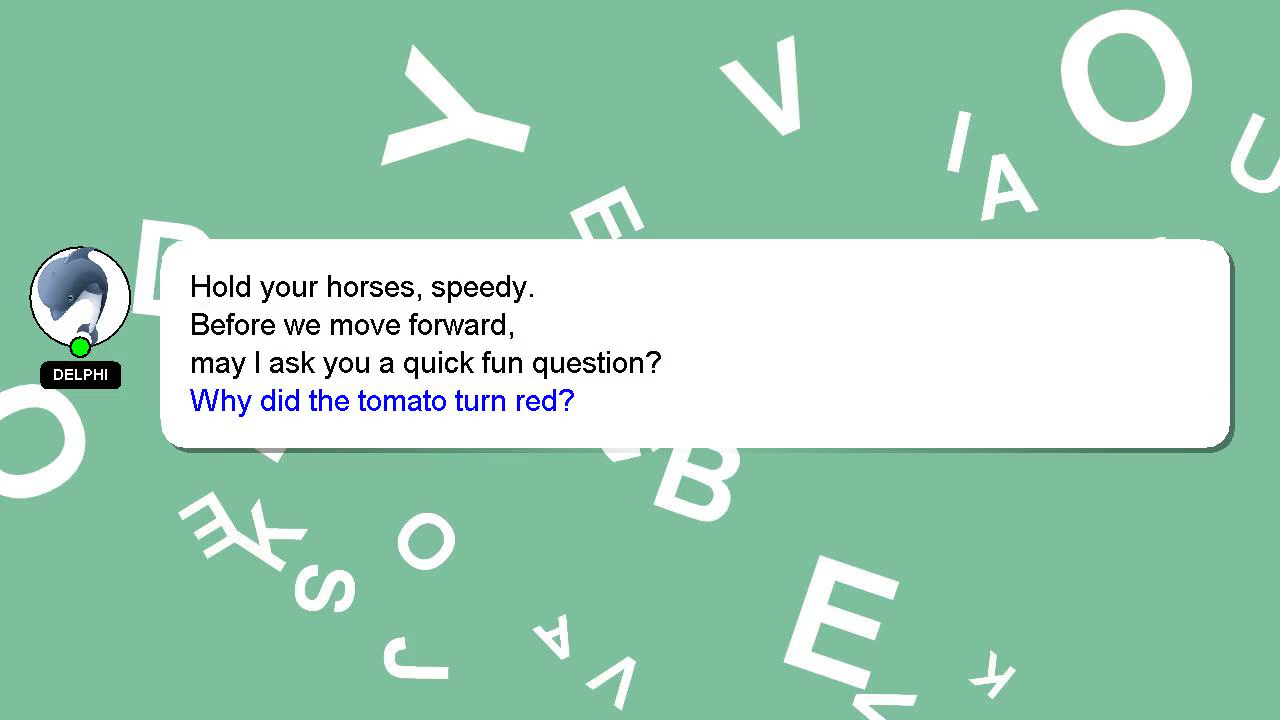 Y
V
O
I
A
U
E
D
Hold your horses, speedy.
Before we move forward,
may I ask you a quick fun question?
Why did the tomato turn red?
DELPHI
O
B
E
K
O
S
E
J
A
V
K
V